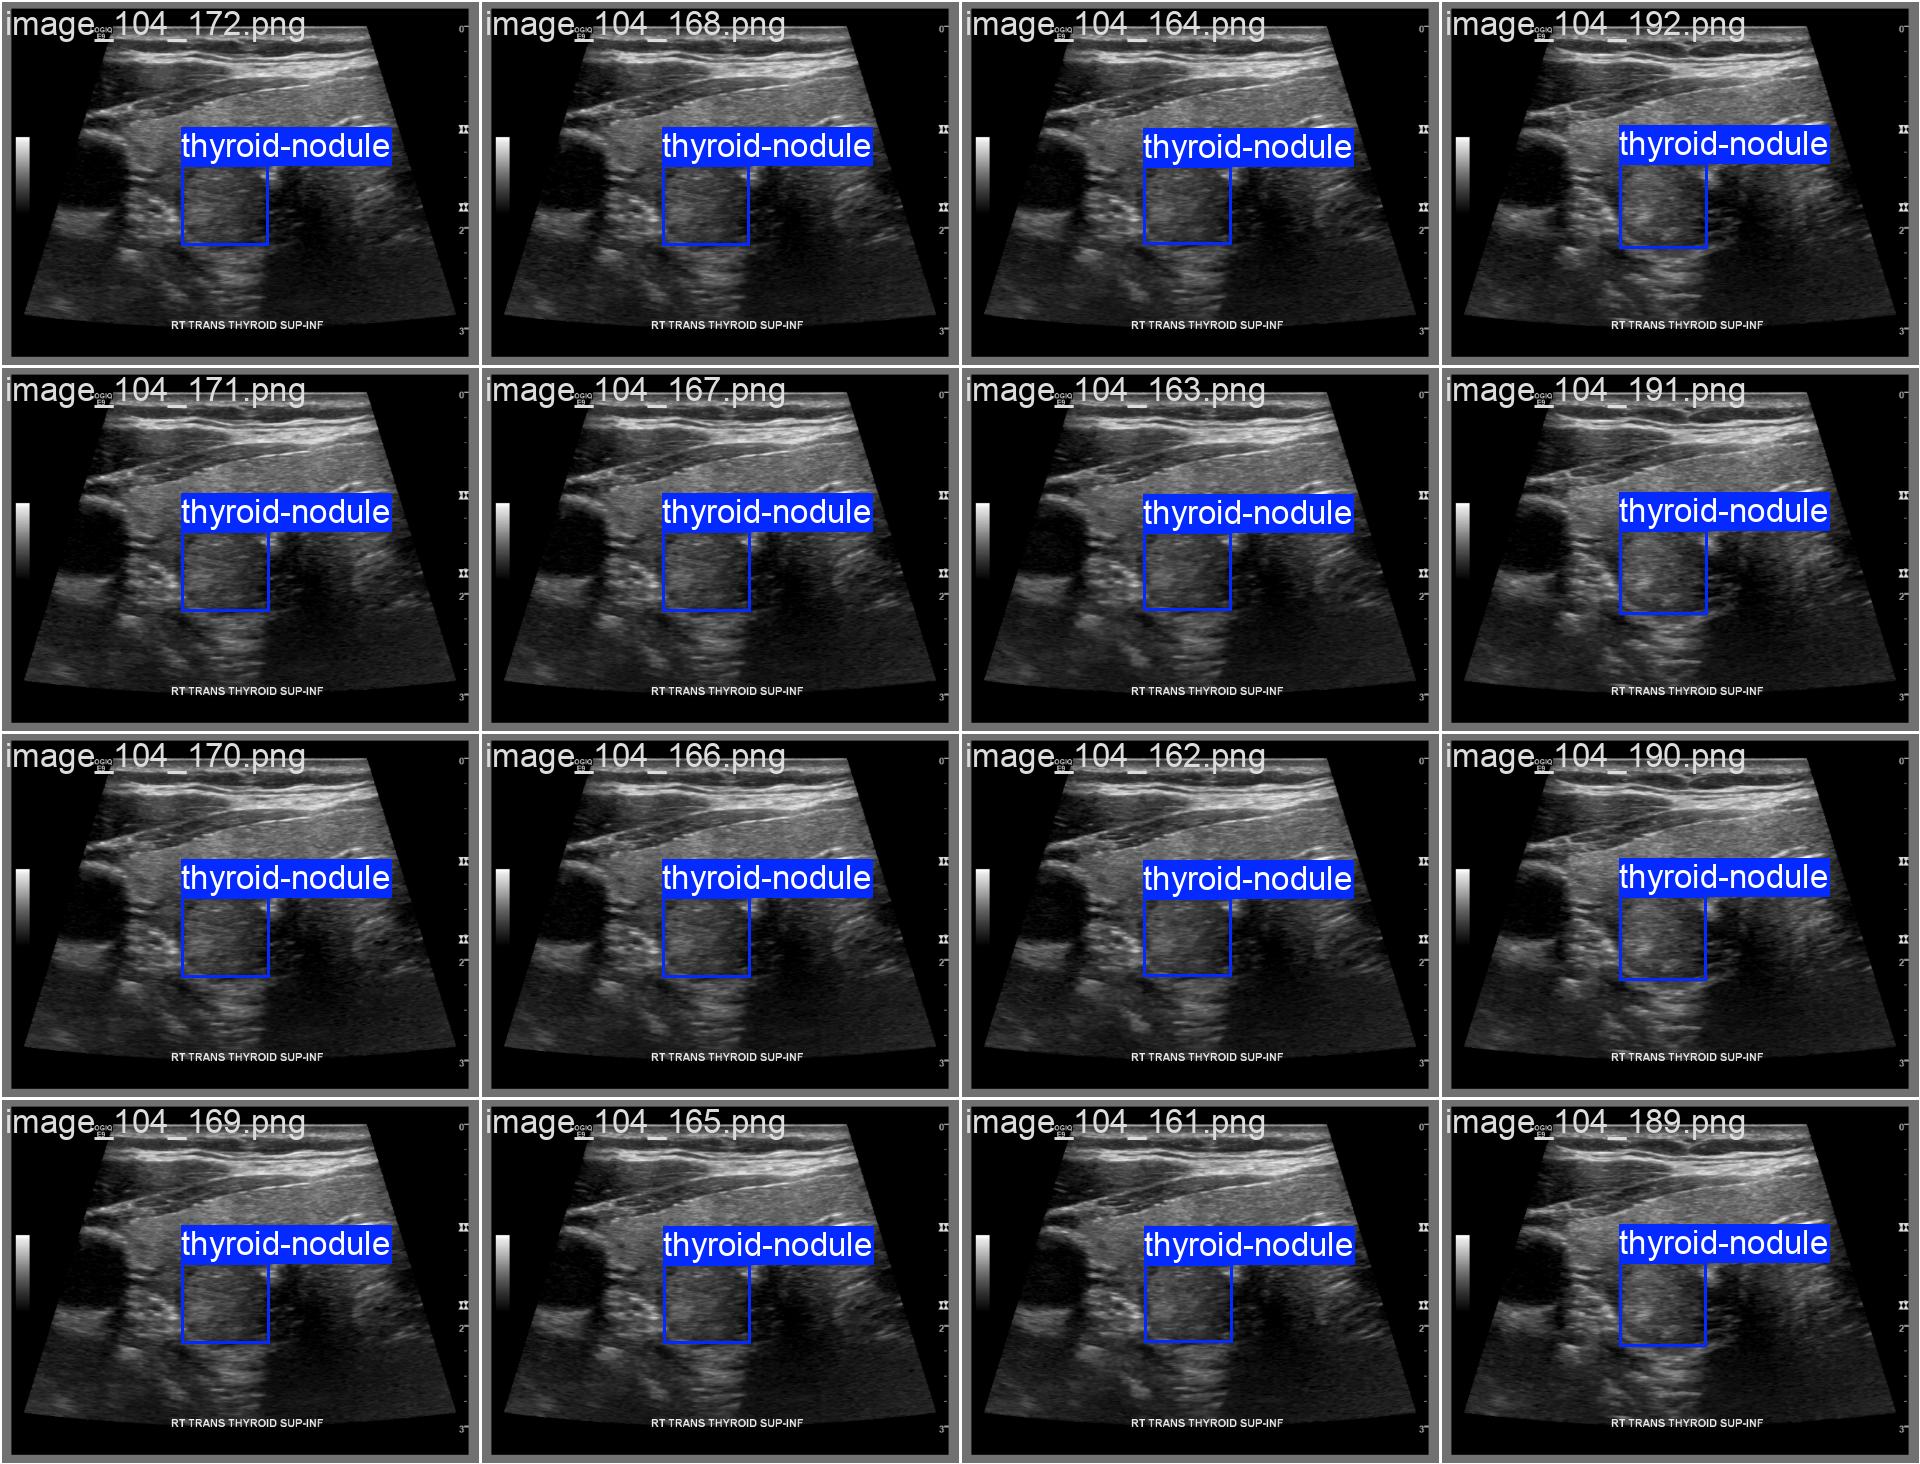 image_104_172.png
image_104_168.png
image_104_164.png
image_104_192.png
thyroid-nodule
thyroid-nodule
thyroid-nodule
thyroid-nodule
RT TRANS THYROID SUP-INF
RT TRANS THYROID SUP-INF
RT TRANS THYROID SUP-INF
RT TRANS THYROID SUP-INF
image_104_171.png
image_104_167.png
image_104_163.png
image_104_191.png
thyroid-nodule
thyroid-nodule
thyroid-nodule
thyroid-nodule
RT TRANS THYROID SUP-INF
RT TRANS THYROID SUP-INF
RT TRANS THYROID SUP-INF
RT TRANS THYROID SUP-INF
image_104_170.png
image_104_166.png
image_104_162.png
image_104_190.png
thyroid-nodule
thyroid-nodule
thyroid-nodule
thyroid-nodule
RT TRANS THYROID SUP-INF
RT TRANS THYROID SUP-INF
RT TRANS THYROID SUP-INF
RT TRANS THYROID SUP-INF
image_104_169.png
image_104_165.png
image_104_161.png
image_104_189.png
thyroid-nodule
thyroid-nodule
thyroid-nodule
thyroid-nodule
RT TRANS THYROID SUP-INF
RT TRANS THYROID SUP-INF
RT TRANS THYROID SUP-INF
RT TRANS THYROID SUP-INF